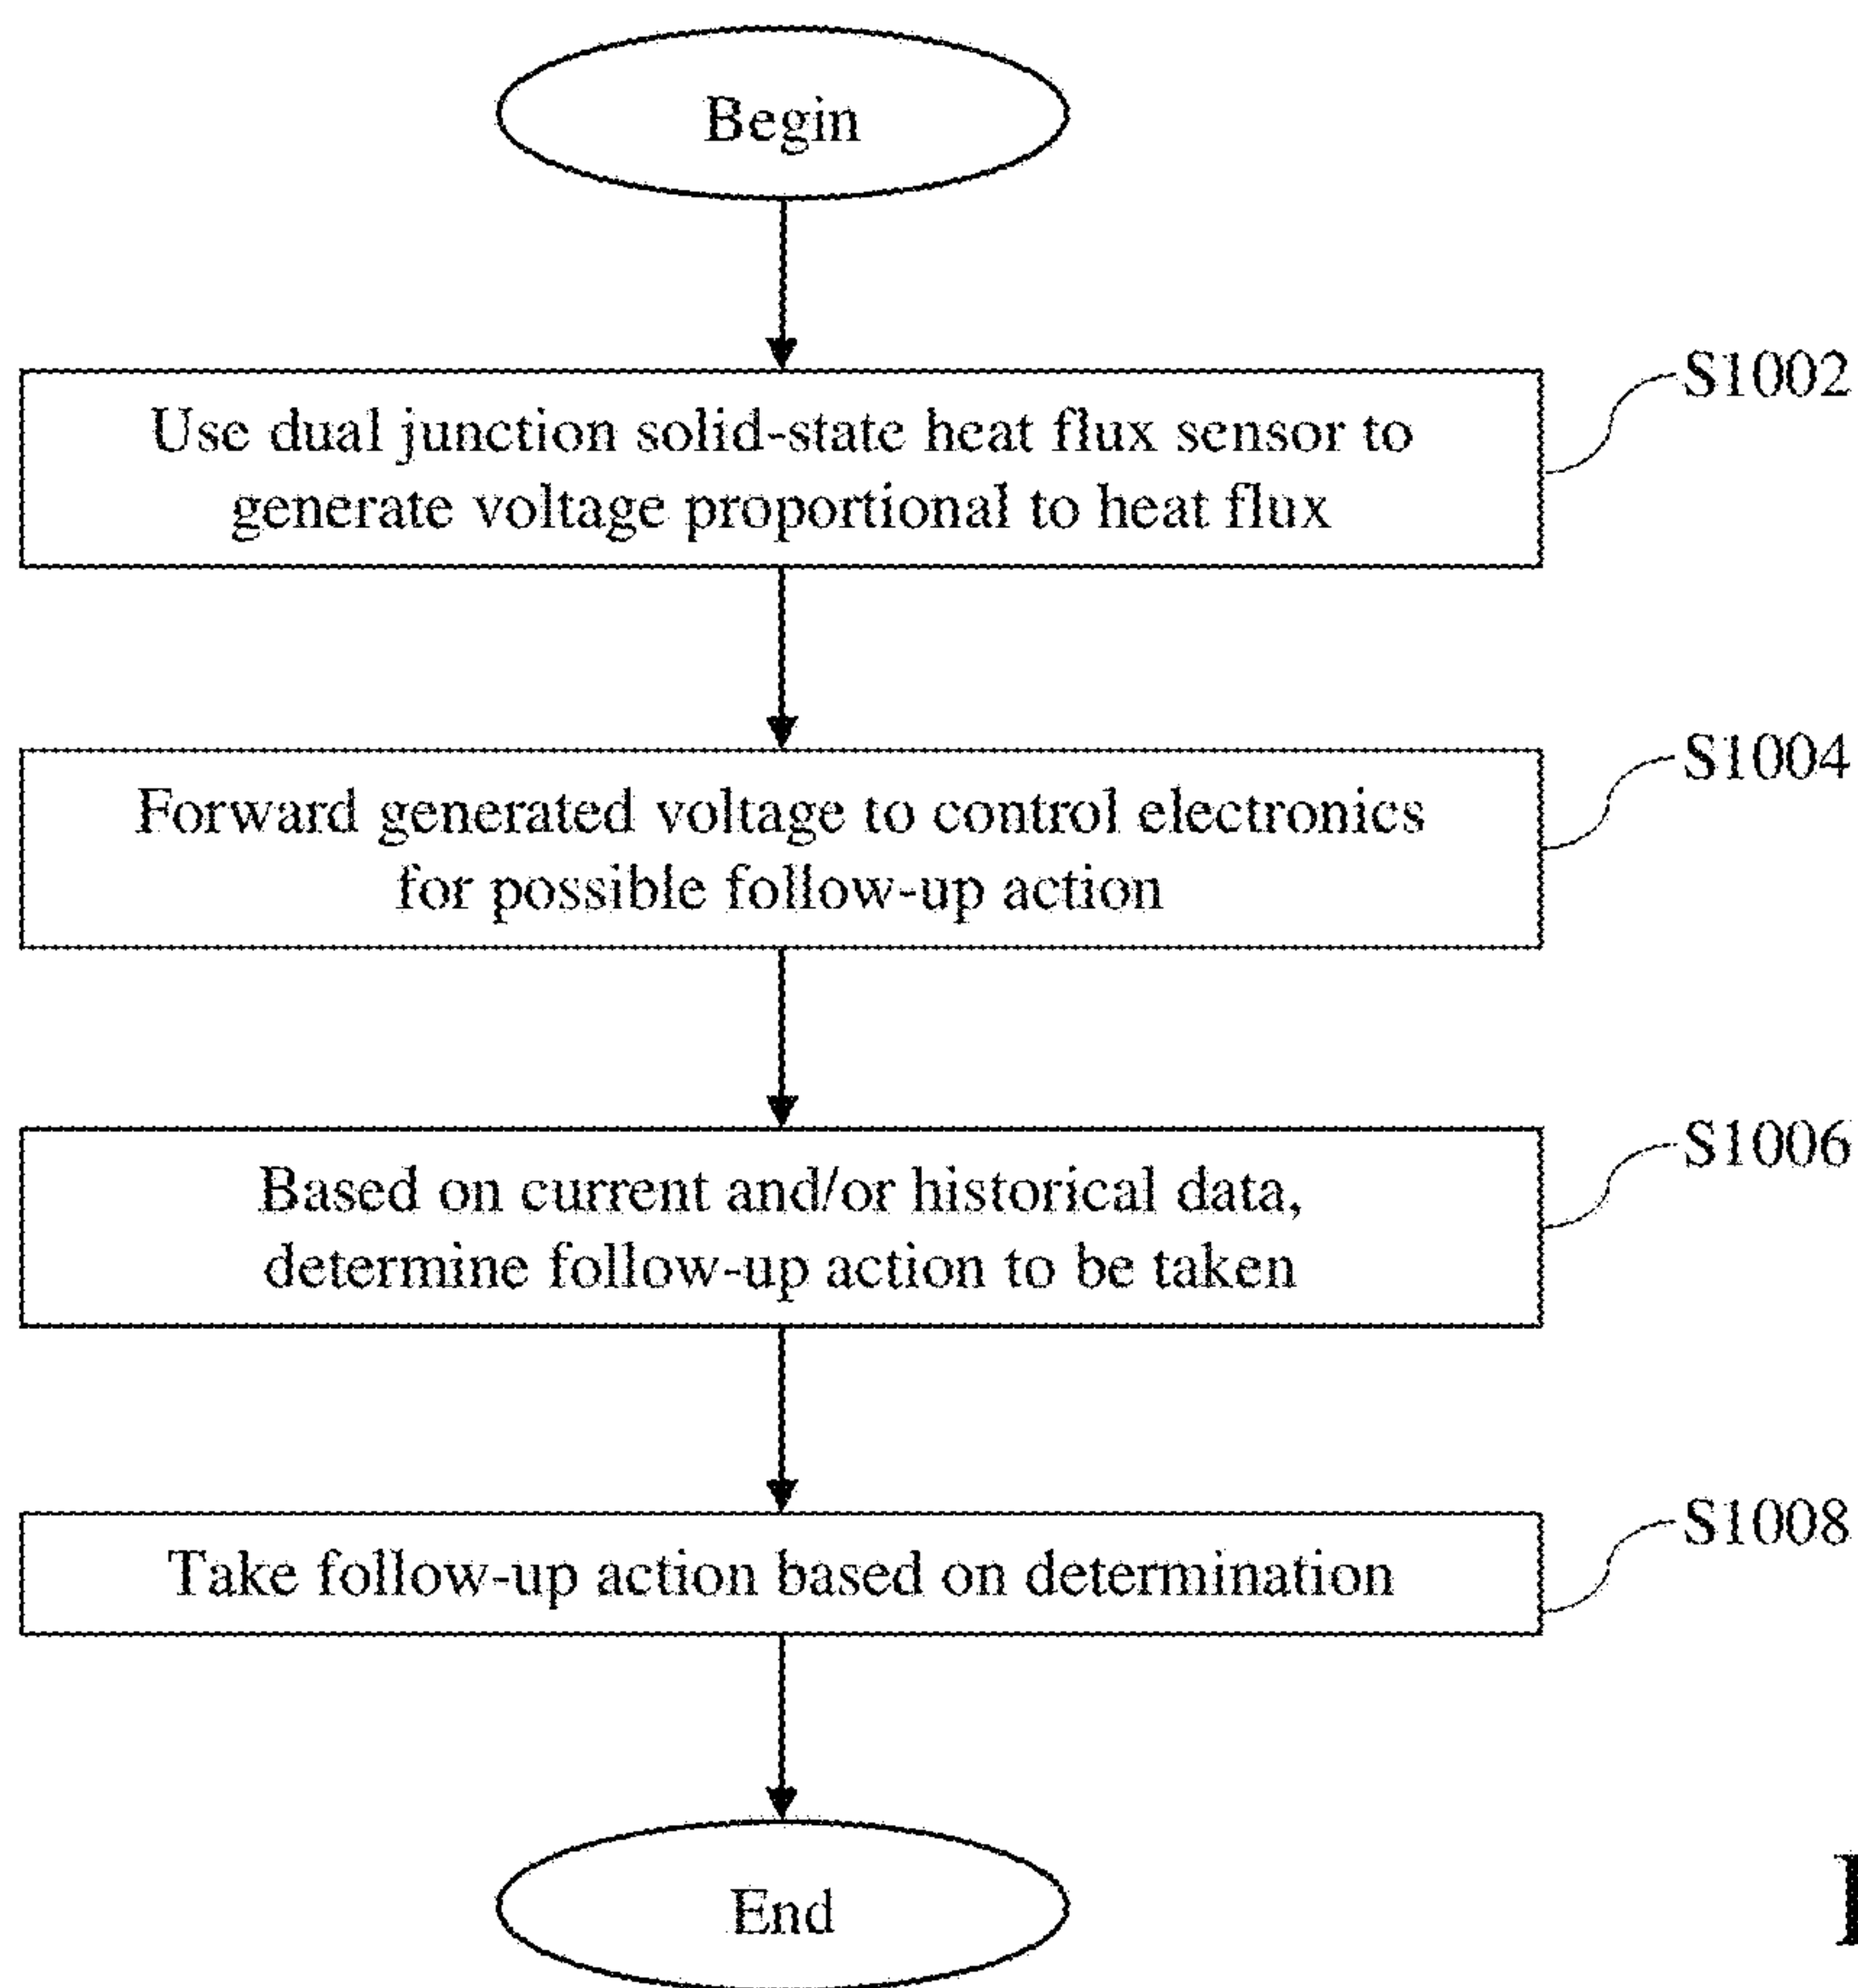 Begin
S1002
Use dual junction solid-state heat flux sensor to
generate voltage proportional to heat flux
S1004
Forward generated voltage to control electronics
for possible follow-up action
S1006
Based on current and/or historical data,
determine follow-up action to be taken
S1008
Take follow-up action based on determination
End